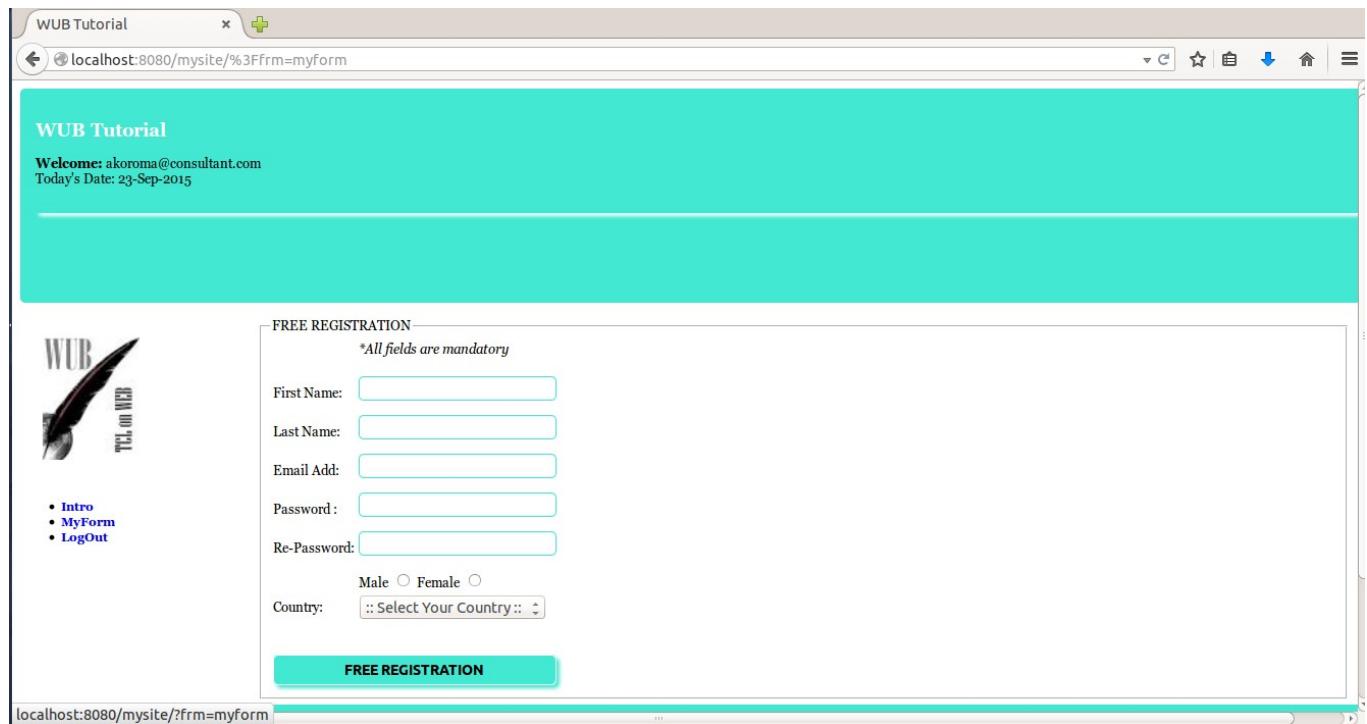 WUB Tutorial
localhost:8080/mysite/%3Ffrm=myform
WUB Tutorial
Welcome: akoroma@consultant.com
Today's Date: 23-Sep-2015
WUB
TCL on WEB
• Intro
• MyForm
• LogOut
FREE REGISTRATION
*All fields are mandatory
First Name:
Last Name:
Email Add:
Password :
Re-Password:
Male Female
Country: :: Select Your Country ::
FREE REGISTRATION
localhost:8080/mysite/?frm=myform